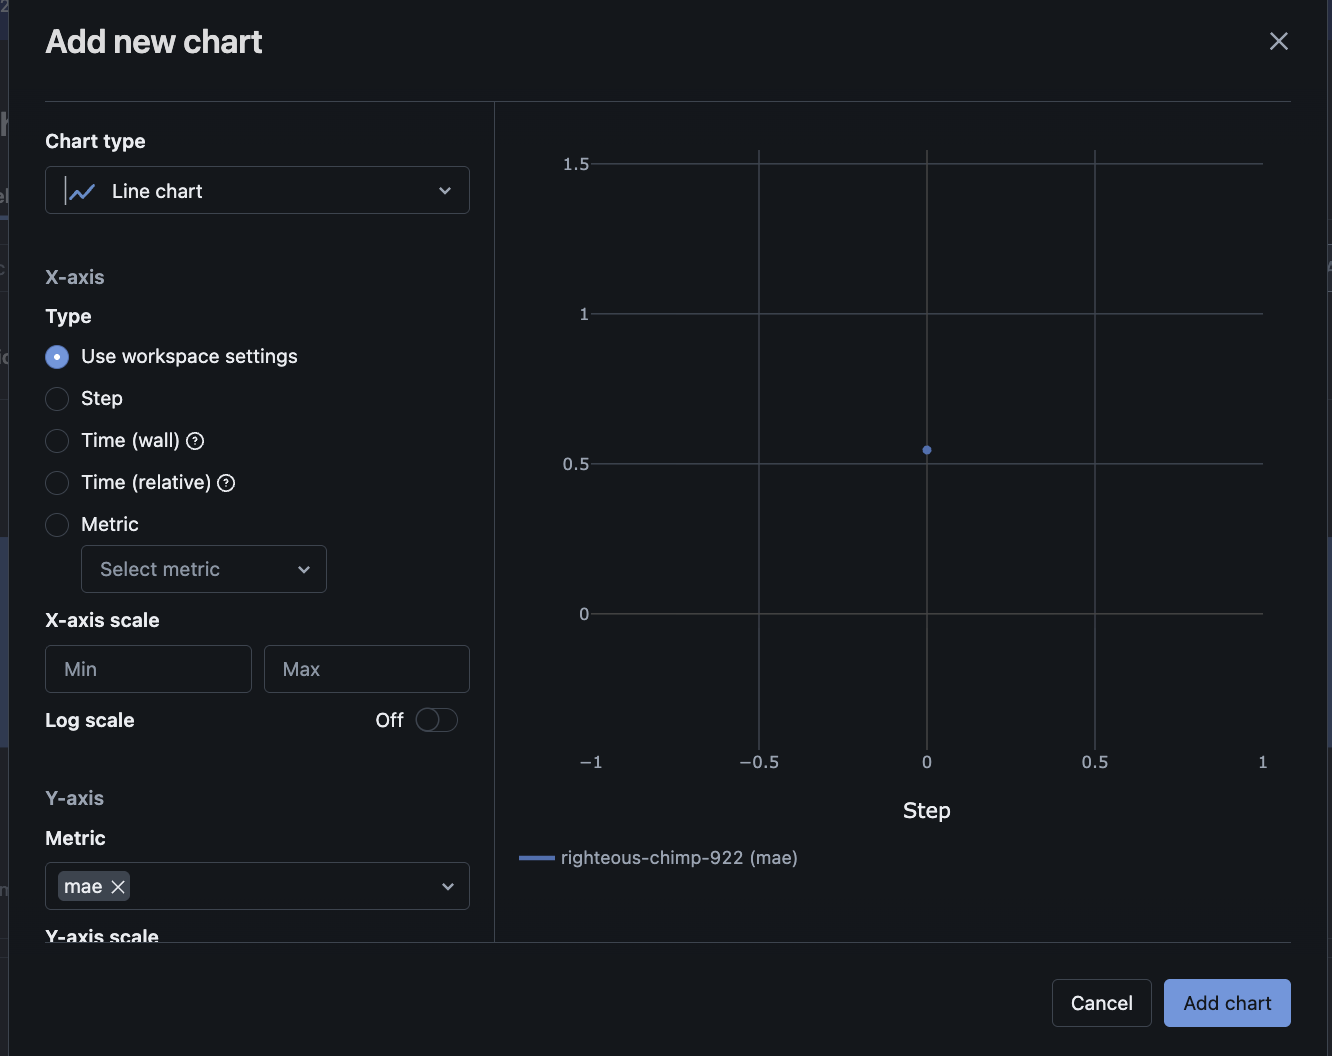 Add new chart
Chart type
Line chart
X-axis
Type
Use workspace settings
Step
Time (wall) ?
Time (relative) ?
Metric
Select metric
X-axis scale
Min Max
Log scale Off
Y-axis
Metric
mae
Y-axis scale
1.5
1
0.5
0
−1 −0.5 0 0.5 1
Step
righteous-chimp-922 (mae)
Cancel Add chart